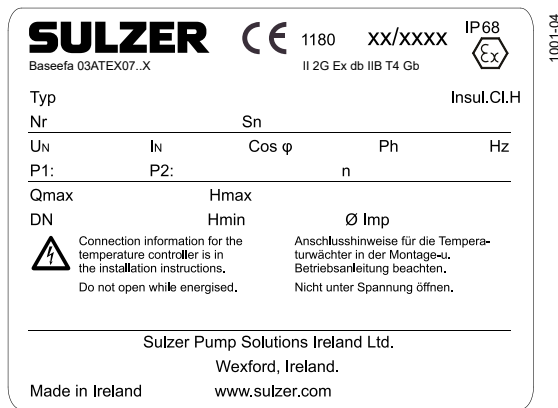 SULZER CE 1180 xx/xxxx IP68
Baseefa 03ATEX07..X II 2G Ex db IIB T4 Gb Ex
Typ Insul.Cl.H
Nr Sn
UN IN Cos φ Ph Hz
P1: P2: n
Qmax Hmax
DN Hmin Ø Imp
Connection information for the
temperature controller is in
the installation instructions.
Do not open while energised.
Anschlusshinweise für die Tempera-
turwächter in der Montage-u.
Betriebsanleitung beachten.
Nicht unter Spannung öffnen.
Sulzer Pump Solutions Ireland Ltd.
Wexford, Ireland.
Made in Ireland www.sulzer.com
1001-04